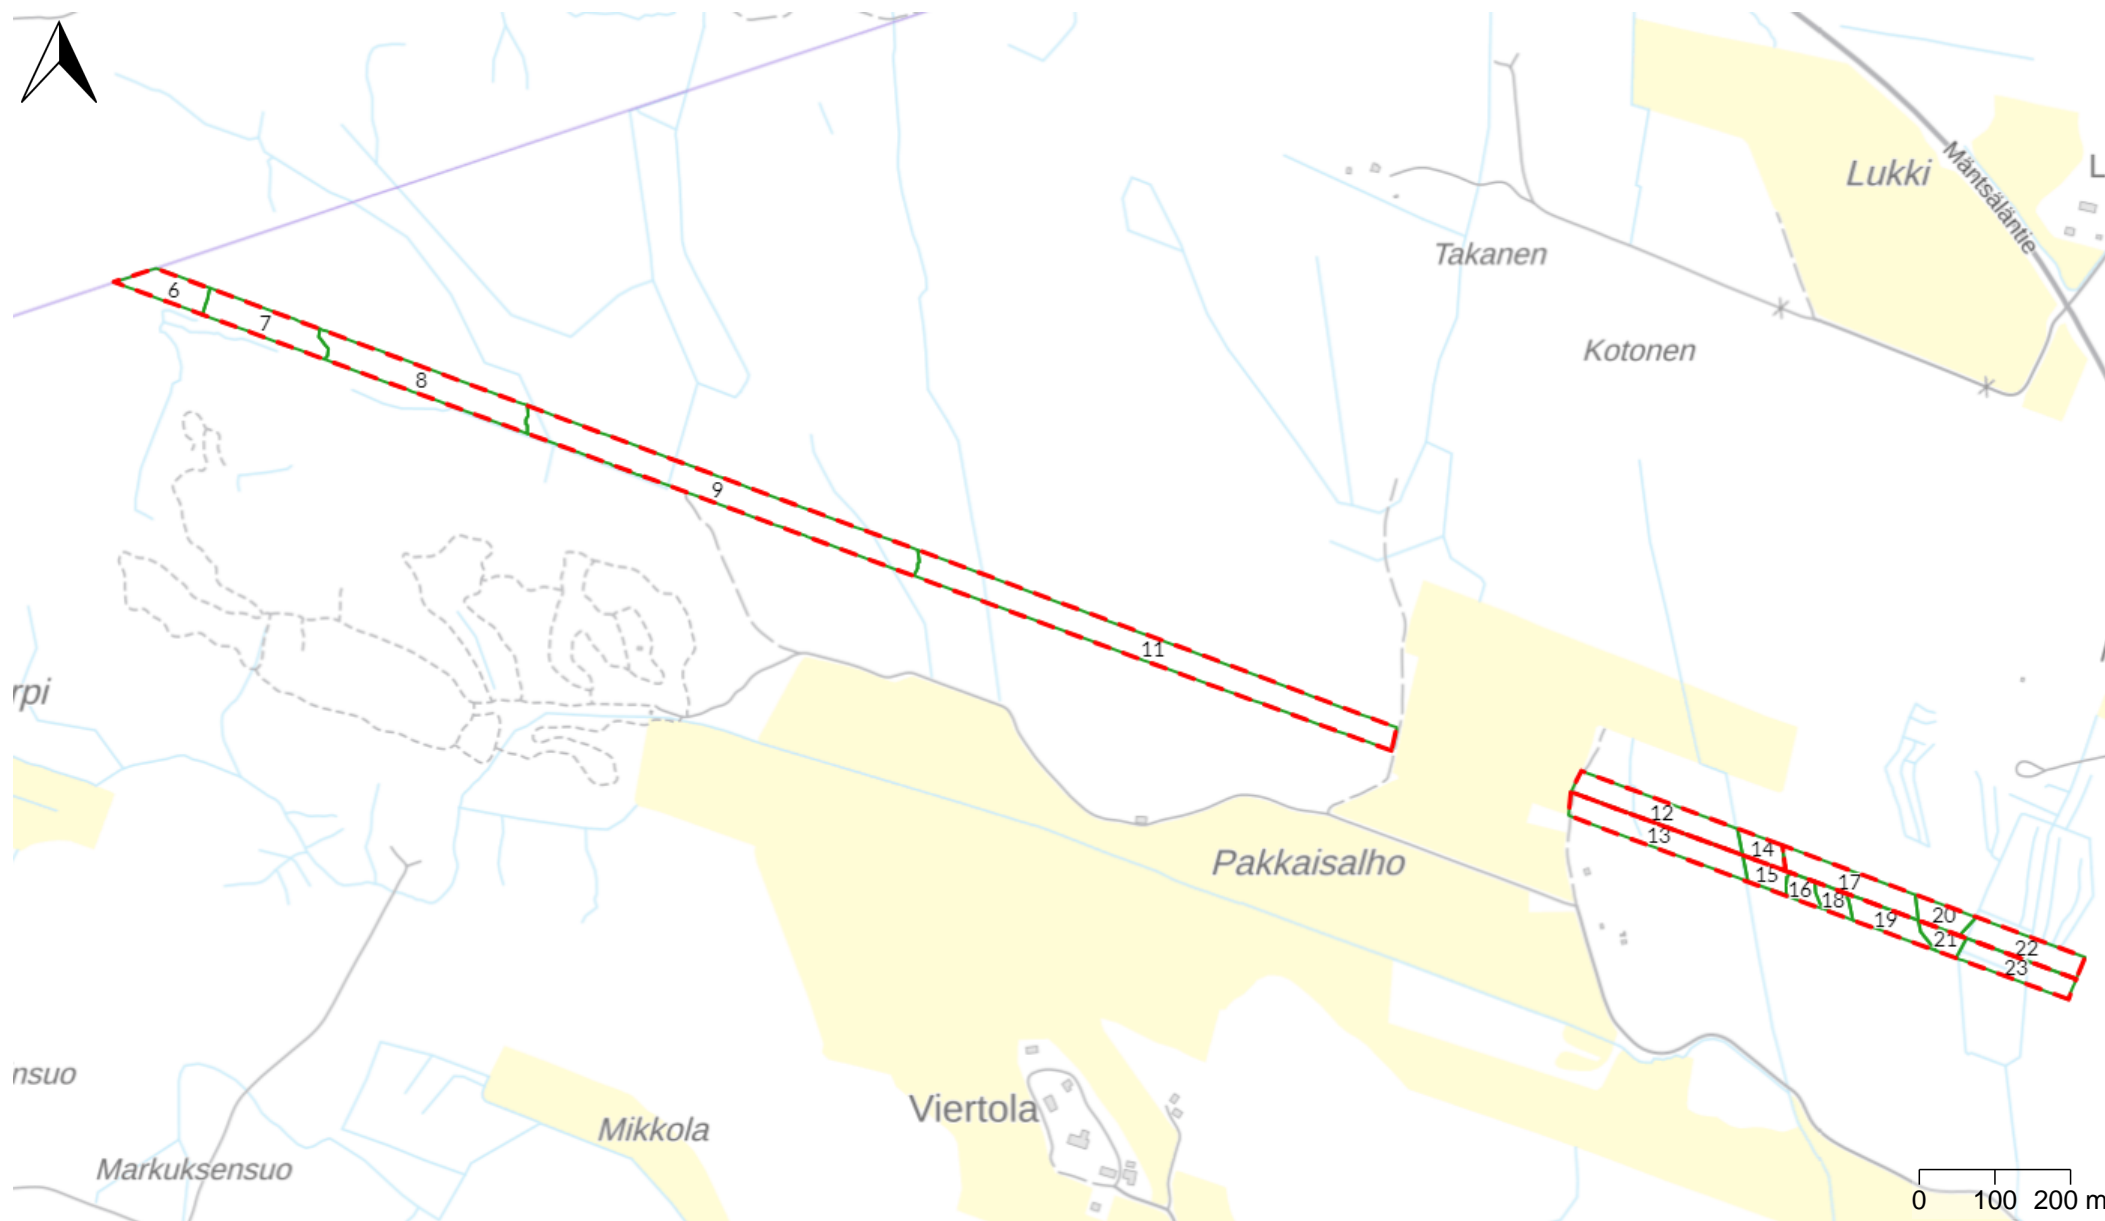 Lukki
Mäntsäläntie
L
Takanen
Kotonen
6
7
8
9
11
rpi
12
13
14
15
16
17
18
19
20
21
22
23
Pakkaisalho
nsuo
Viertola
Mikkola
Markuksensuo
0 100 200 m